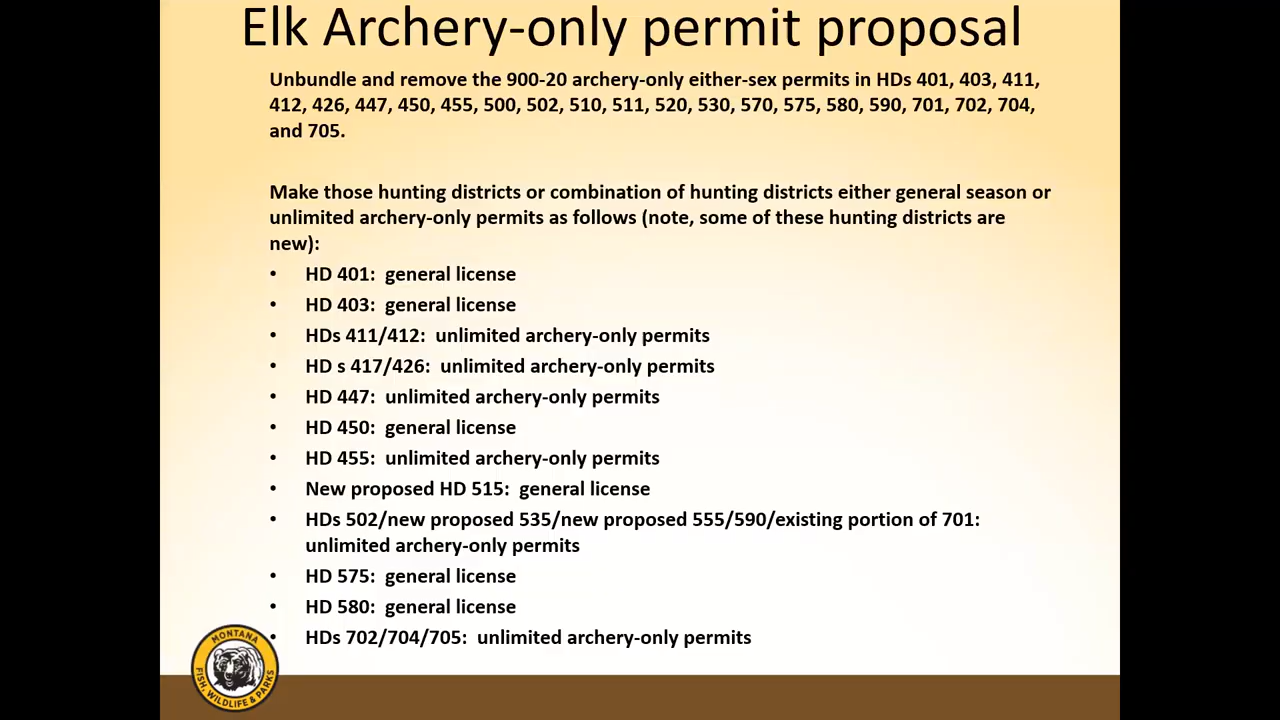 Elk Archery-only permit proposal
Unbundle and remove the 900-20 archery-only either-sex permits in HDs 401, 403, 411,
412, 426, 447, 450, 455, 500, 502, 510, 511, 520, 530, 570, 575, 580, 590, 701, 702, 704,
and 705.
Make those hunting districts or combination of hunting districts either general season or
unlimited archery-only permits as follows (note, some of these hunting districts are
new):
• HD 401: general license
• HD 403: general license
• HDs 411/412: unlimited archery-only permits
• HD s 417/426: unlimited archery-only permits
• HD 447: unlimited archery-only permits
• HD 450: general license
• HD 455: unlimited archery-only permits
• New proposed HD 515: general license
• HDs 502/new proposed 535/new proposed 555/590/existing portion of 701:
unlimited archery-only permits
• HD 575: general license
• HD 580: general license
• HDs 702/704/705: unlimited archery-only permits
MONTANA
FISH, WILDLIFE & PARKS